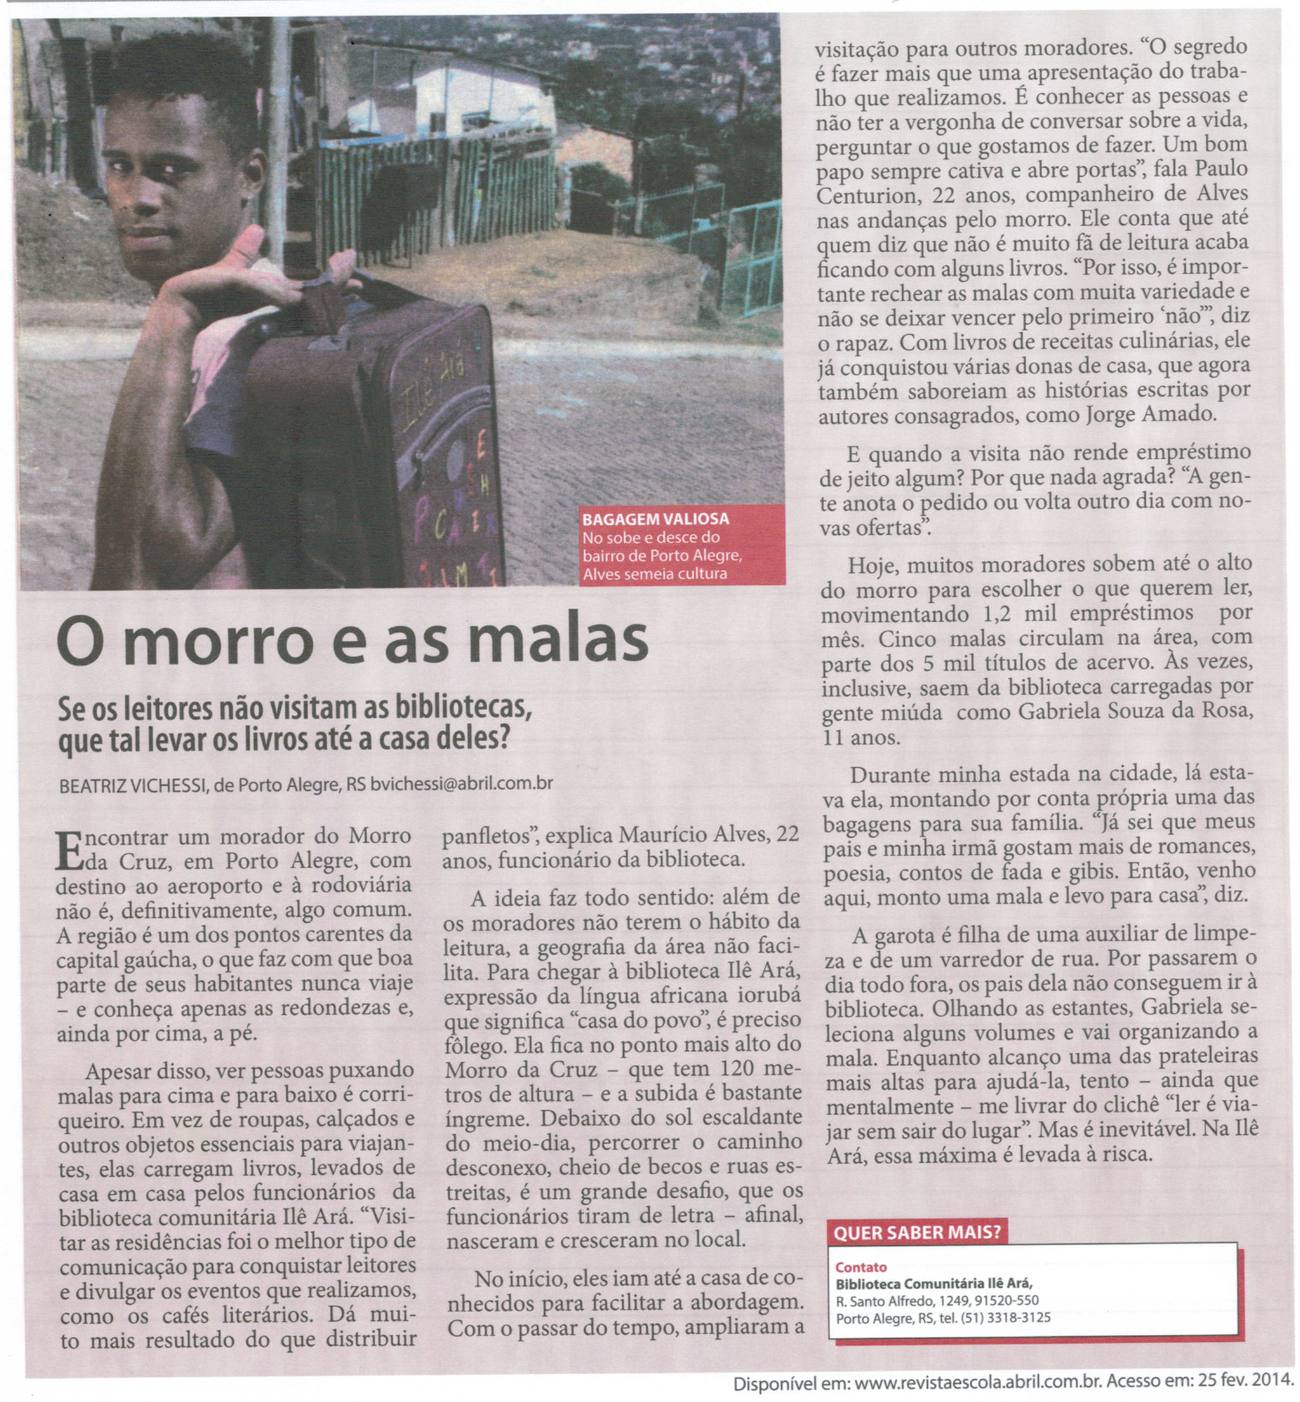 Ilê Ará
BAGAGEM VALIOSA
No sobe e desce do
bairro de Porto Alegre,
Alves semeia cultura
O morro e as malas
Se os leitores não visitam as bibliotecas,
que tal levar os livros até a casa deles?
BEATRIZ VICHESSI, de Porto Alegre, RS bvichessi@abril.com.br
Encontrar um morador do Morro
da Cruz, em Porto Alegre, com
destino ao aeroporto e à rodoviária
não é, definitivamente, algo comum.
A região é um dos pontos carentes da
capital gaúcha, o que faz com que boa
parte de seus habitantes nunca viaje
– e conheça apenas as redondezas e,
ainda por cima, a pé.
Apesar disso, ver pessoas puxando
malas para cima e para baixo é corri-
queiro. Em vez de roupas, calçados e
outros objetos essenciais para viajan-
tes, elas carregam livros, levados de
casa em casa pelos funcionários da
biblioteca comunitária Ilê Ará. “Visi-
tar as residências foi o melhor tipo de
comunicação para conquistar leitores
e divulgar os eventos que realizamos,
como os cafés literários. Dá mui-
to mais resultado do que distribuir
panfletos”, explica Maurício Alves, 22
anos, funcionário da biblioteca.
A ideia faz todo sentido: além de
os moradores não terem o hábito da
leitura, a geografia da área não faci-
lita. Para chegar à biblioteca Ilê Ará,
expressão da língua africana iorubá
que significa “casa do povo”, é preciso
fôlego. Ela fica no ponto mais alto do
Morro da Cruz – que tem 120 me-
tros de altura – e a subida é bastante
íngreme. Debaixo do sol escaldante
do meio-dia, percorrer o caminho
desconexo, cheio de becos e ruas es-
treitas, é um grande desafio, que os
funcionários tiram de letra – afinal,
nasceram e cresceram no local.
No início, eles iam até a casa de co-
nhecidos para facilitar a abordagem.
Com o passar do tempo, ampliaram a
visitação para outros moradores. “O segredo
é fazer mais que uma apresentação do traba-
lho que realizamos. É conhecer as pessoas e
não ter a vergonha de conversar sobre a vida,
perguntar o que gostamos de fazer. Um bom
papo sempre cativa e abre portas”, fala Paulo
Centurion, 22 anos, companheiro de Alves
nas andanças pelo morro. Ele conta que até
quem diz que não é muito fã de leitura acaba
ficando com alguns livros. “Por isso, é impor-
tante rechear as malas com muita variedade e
não se deixar vencer pelo primeiro ‘não’”, diz
o rapaz. Com livros de receitas culinárias, ele
já conquistou várias donas de casa, que agora
também saboreiam as histórias escritas por
autores consagrados, como Jorge Amado.
E quando a visita não rende empréstimo
de jeito algum? Por que nada agrada? “A gen-
te anota o pedido ou volta outro dia com no-
vas ofertas”.
Hoje, muitos moradores sobem até o alto
do morro para escolher o que querem ler,
movimentando 1,2 mil empréstimos por
mês. Cinco malas circulam na área, com
parte dos 5 mil títulos de acervo. Às vezes,
inclusive, saem da biblioteca carregadas por
gente miúda como Gabriela Souza da Rosa,
11 anos.
Durante minha estada na cidade, lá esta-
va ela, montando por conta própria uma das
bagagens para sua família. “Já sei que meus
pais e minha irmã gostam mais de romances,
poesia, contos de fada e gibis. Então, venho
aqui, monto uma mala e levo para casa”, diz.
A garota é filha de uma auxiliar de limpe-
za e de um varredor de rua. Por passarem o
dia todo fora, os pais dela não conseguem ir à
biblioteca. Olhando as estantes, Gabriela se-
leciona alguns volumes e vai organizando a
mala. Enquanto alcanço uma das prateleiras
mais altas para ajudá-la, tento – ainda que
mentalmente – me livrar do clichê “ler é via-
jar sem sair do lugar”. Mas é inevitável. Na Ilê
Ará, essa máxima é levada à risca.
QUER SABER MAIS?
Contato
Biblioteca Comunitária Ilê Ará,
R. Santo Alfredo, 1249, 91520-550
Porto Alegre, RS, tel. (51) 3318-3125
Disponível em: www.revistaescola.abril.com.br. Acesso em: 25 fev. 2014.